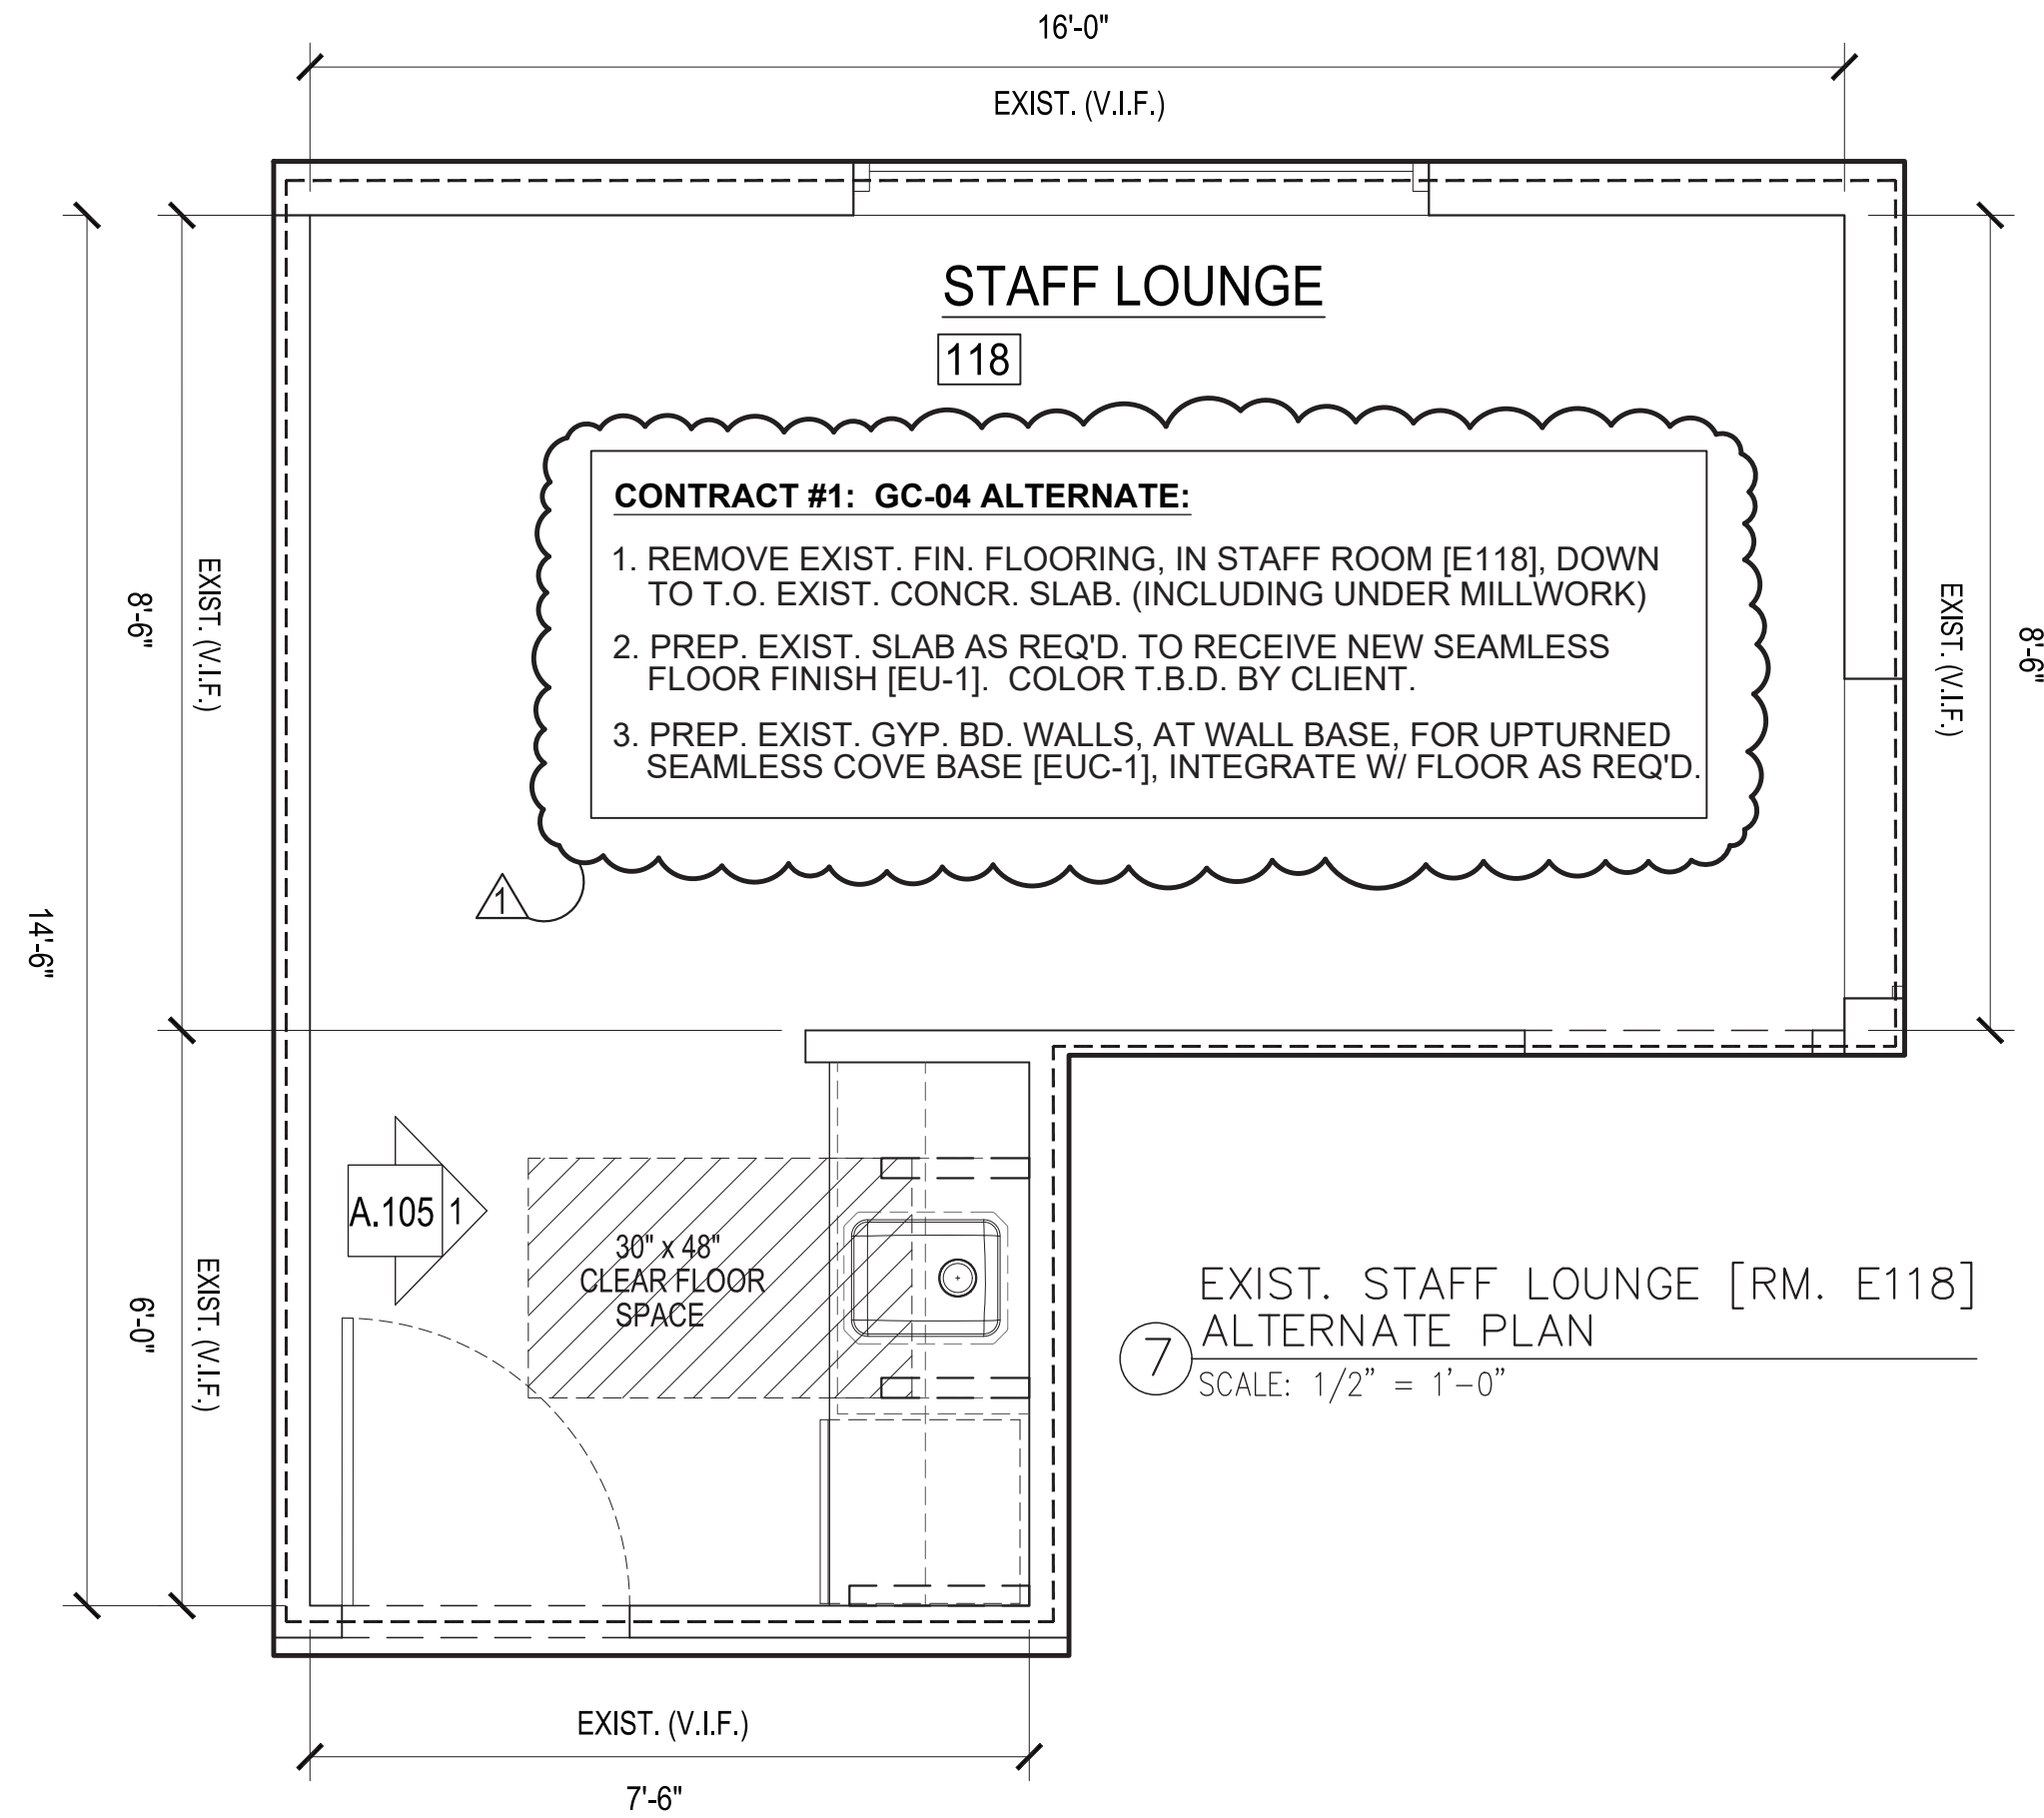 16'-0"
EXIST. (V.I.F.)
STAFF LOUNGE
118
CONTRACT #1:  GC-04 ALTERNATE:
1. REMOVE EXIST. FIN. FLOORING, IN STAFF ROOM [E118], DOWN
TO T.O. EXIST. CONCR. SLAB. (INCLUDING UNDER MILLWORK)
2. PREP. EXIST. SLAB AS REQ'D. TO RECEIVE NEW SEAMLESS
FLOOR FINISH [EU-1].  COLOR T.B.D. BY CLIENT.
3. PREP. EXIST. GYP. BD. WALLS, AT WALL BASE, FOR UPTURNED
SEAMLESS COVE BASE [EUC-1], INTEGRATE W/ FLOOR AS REQ'D.
1
14'-6"
8'-6"
EXIST. (V.I.F.)
EXIST. (V.I.F.)
8'-6"
6'-0"
EXIST. (V.I.F.)
A.105 1
30" x 48"
CLEAR FLOOR
SPACE
EXIST. STAFF LOUNGE [RM. E118]
ALTERNATE PLAN
7
SCALE: 1/2" = 1'-0"
EXIST. (V.I.F.)
7'-6"